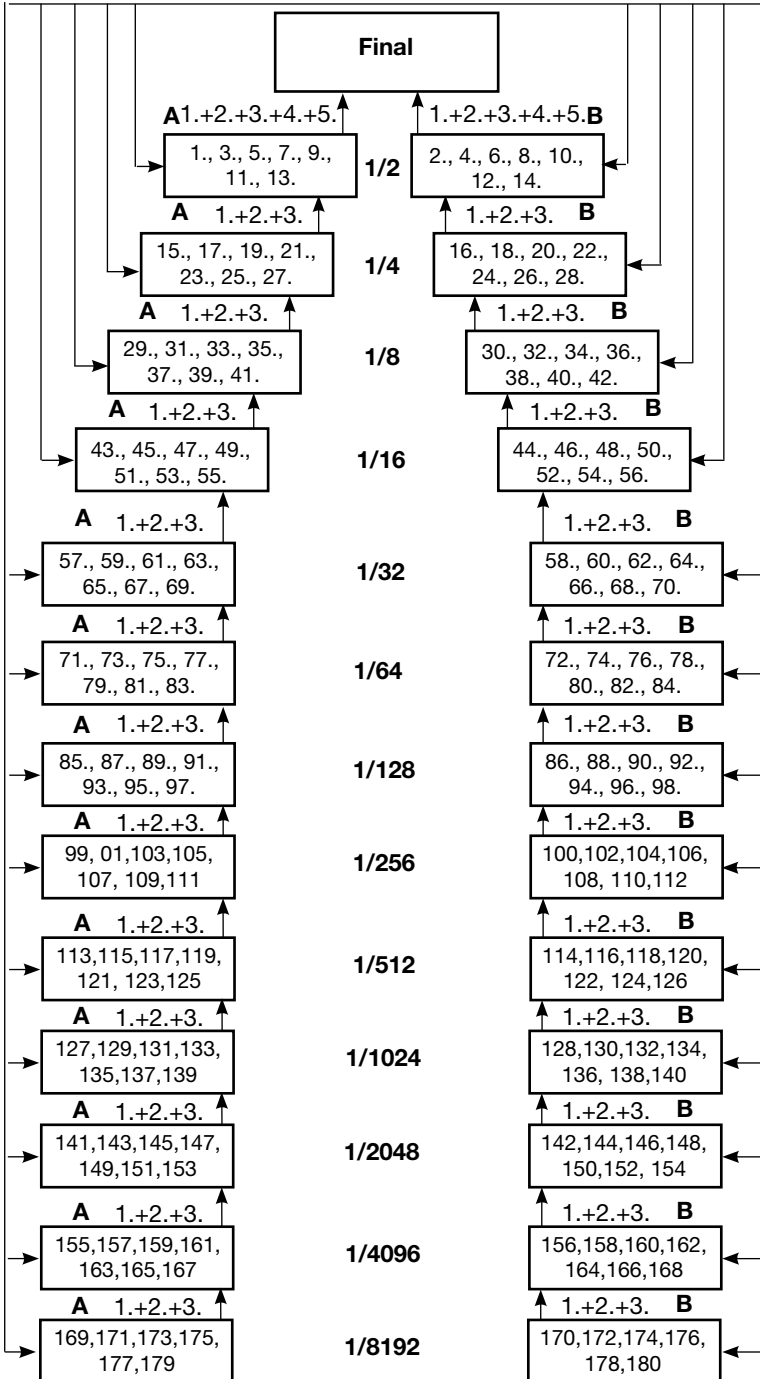 Final
A1.+2.+3.+4.+5. 1.+2.+3.+4.+5.B
1., 3., 5., 7., 9.,
11., 13.
1/2
2., 4., 6., 8., 10.,
12., 14.
A 1.+2.+3. 1.+2.+3. B
15., 17., 19., 21.,
23., 25., 27.
1/4
16., 18., 20., 22.,
24., 26., 28.
A 1.+2.+3. 1.+2.+3. B
29., 31., 33., 35.,
37., 39., 41.
1/8
30., 32., 34., 36.,
38., 40., 42.
A 1.+2.+3. 1.+2.+3. B
43., 45., 47., 49.,
51., 53., 55.
1/16
44., 46., 48., 50.,
52., 54., 56.
A 1.+2.+3. 1.+2.+3. B
57., 59., 61., 63.,
65., 67., 69.
1/32
58., 60., 62., 64.,
66., 68., 70.
A 1.+2.+3. 1.+2.+3. B
71., 73., 75., 77.,
79., 81., 83.
1/64
72., 74., 76., 78.,
80., 82., 84.
A 1.+2.+3. 1.+2.+3. B
85., 87., 89., 91.,
93., 95., 97.
1/128
86., 88., 90., 92.,
94., 96., 98.
A 1.+2.+3. 1.+2.+3. B
99, 01,103,105,
107, 109,111
1/256
100,102,104,106,
108, 110,112
A 1.+2.+3. 1.+2.+3. B
113,115,117,119,
121, 123,125
1/512
114,116,118,120,
122, 124,126
A 1.+2.+3. 1.+2.+3. B
127,129,131,133,
135,137,139
1/1024
128,130,132,134,
136, 138,140
A 1.+2.+3. 1.+2.+3. B
141,143,145,147,
149,151,153
1/2048
142,144,146,148,
150,152, 154
A 1.+2.+3. 1.+2.+3. B
155,157,159,161,
163,165,167
1/4096
156,158,160,162,
164,166,168
A 1.+2.+3. 1.+2.+3. B
169,171,173,175,
177,179
1/8192
170,172,174,176,
178,180